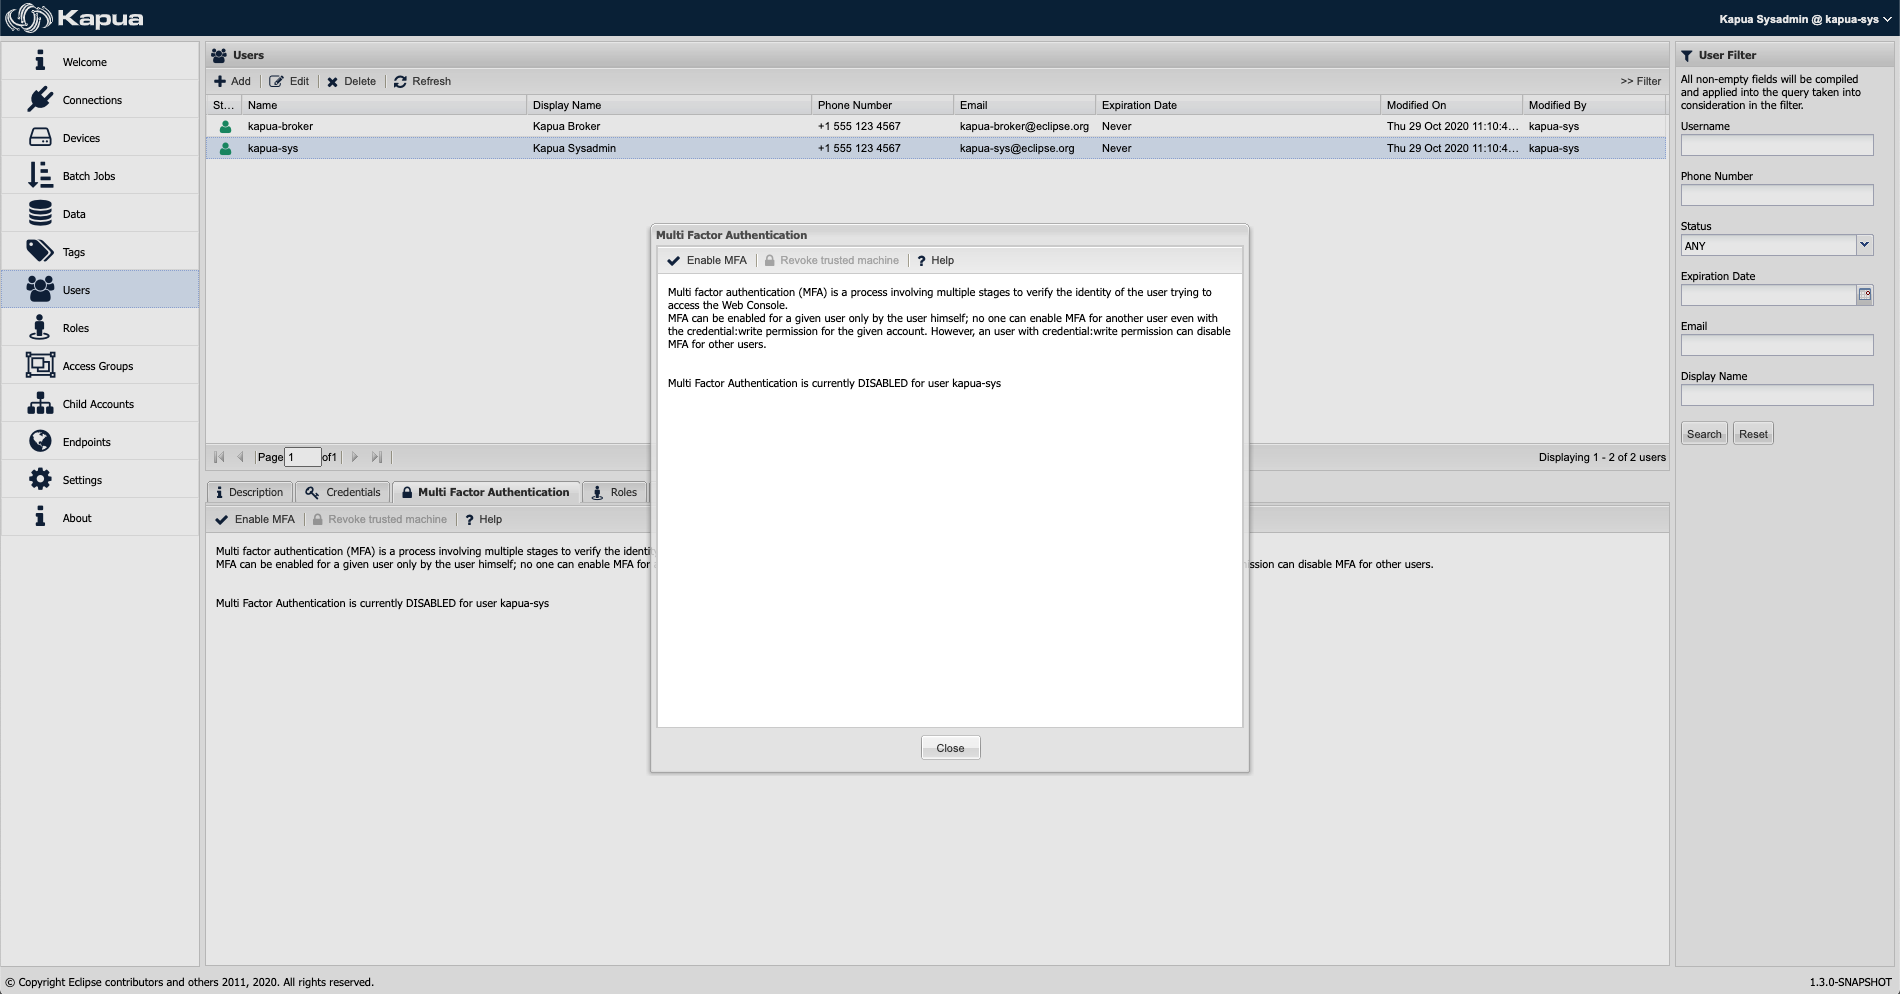 Kapua
Kapua Sysadmin @ kapua-sys
Welcome
Connections
Devices
Batch Jobs
Data
Tags
Users
Roles
Access Groups
Child Accounts
Endpoints
Settings
About
Users
Add Edit Delete Refresh >> Filter
St... Name Display Name Phone Number Email Expiration Date Modified On Modified By
kapua-broker Kapua Broker +1 555 123 4567 kapua-broker@eclipse.org Never Thu 29 Oct 2020 11:10:4... kapua-sys
kapua-sys Kapua Sysadmin +1 555 123 4567 kapua-sys@eclipse.org Never Thu 29 Oct 2020 11:10:4... kapua-sys
Page 1 of1 Displaying 1 - 2 of 2 users
Description Credentials Multi Factor Authentication Roles
Enable MFA Revoke trusted machine ? Help
Multi factor authentication (MFA) is a process involving multiple stages to verify the identi
MFA can be enabled for a given user only by the user himself; no one can enable MFA for ssion can disable MFA for other users.
Multi Factor Authentication is currently DISABLED for user kapua-sys
Multi Factor Authentication
Enable MFA Revoke trusted machine ? Help
Multi factor authentication (MFA) is a process involving multiple stages to verify the identity of the user trying to
access the Web Console.
MFA can be enabled for a given user only by the user himself; no one can enable MFA for another user even with
the credential:write permission for the given account. However, an user with credential:write permission can disable
MFA for other users.
Multi Factor Authentication is currently DISABLED for user kapua-sys
Close
User Filter
All non-empty fields will be compiled
and applied into the query taken into
consideration in the filter.
Username
Phone Number
Status
ANY
Expiration Date
Email
Display Name
Search Reset
© Copyright Eclipse contributors and others 2011, 2020. All rights reserved.
1.3.0-SNAPSHOT